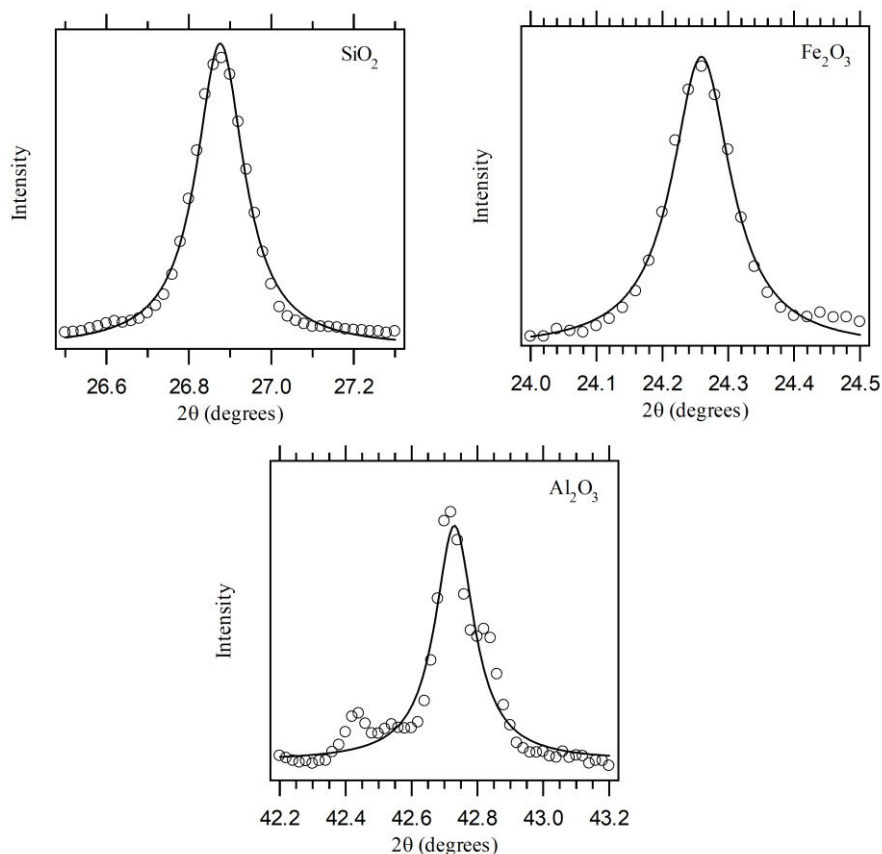 SiO₂
Intensity
26.6 26.8 27.0 27.2
2θ (degrees)
Fe₂O₃
Intensity
24.0 24.1 24.2 24.3 24.4 24.5
2θ (degrees)
Al₂O₃
Intensity
42.2 42.4 42.6 42.8 43.0 43.2
2θ (degrees)